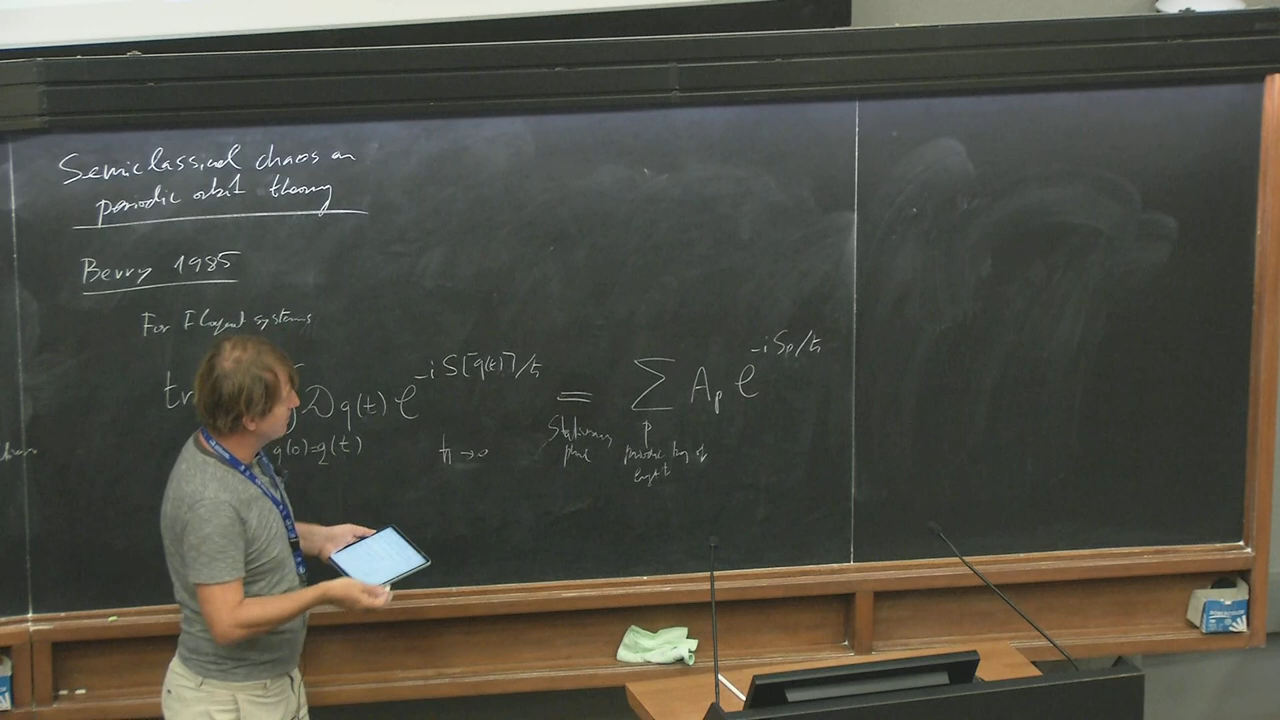 Semiclassical chaos an
periodic orbit theory
Berry 1985
For Floquet systems
tr
Dq(t) e^{-iS[q(t)]/ħ} = Σ A_p e^{-iS_p/ħ}
q(0)=q(t)
ħ→0
Stationary
p
of